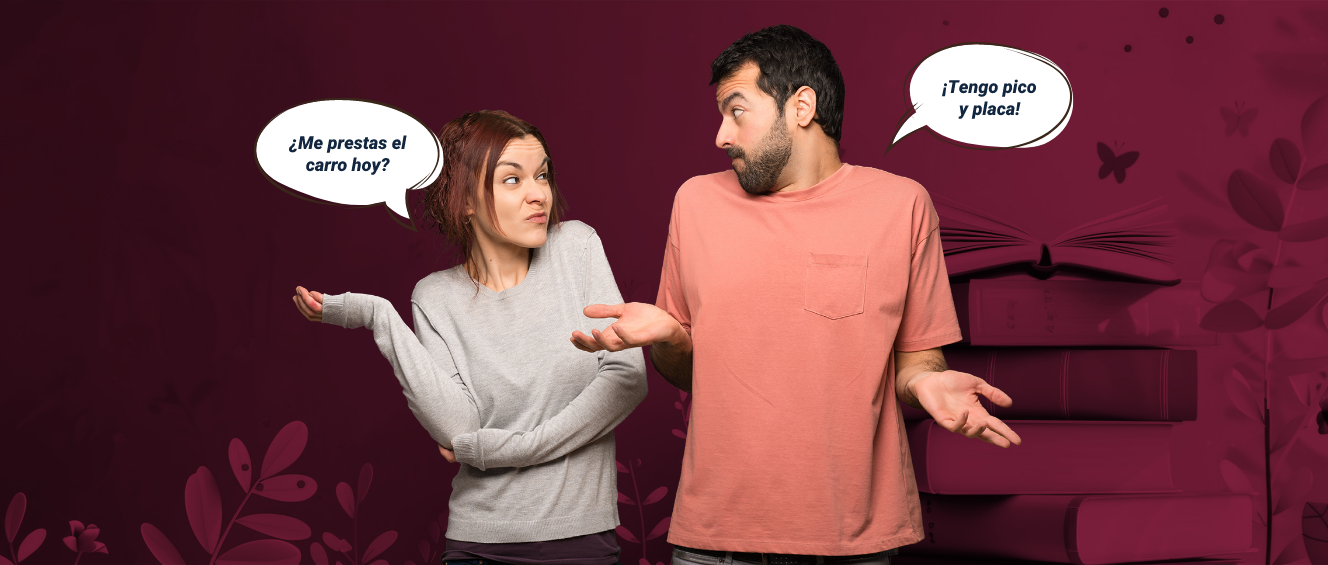 ¿Me prestas el
carro hoy?
¡Tengo pico
y placa!